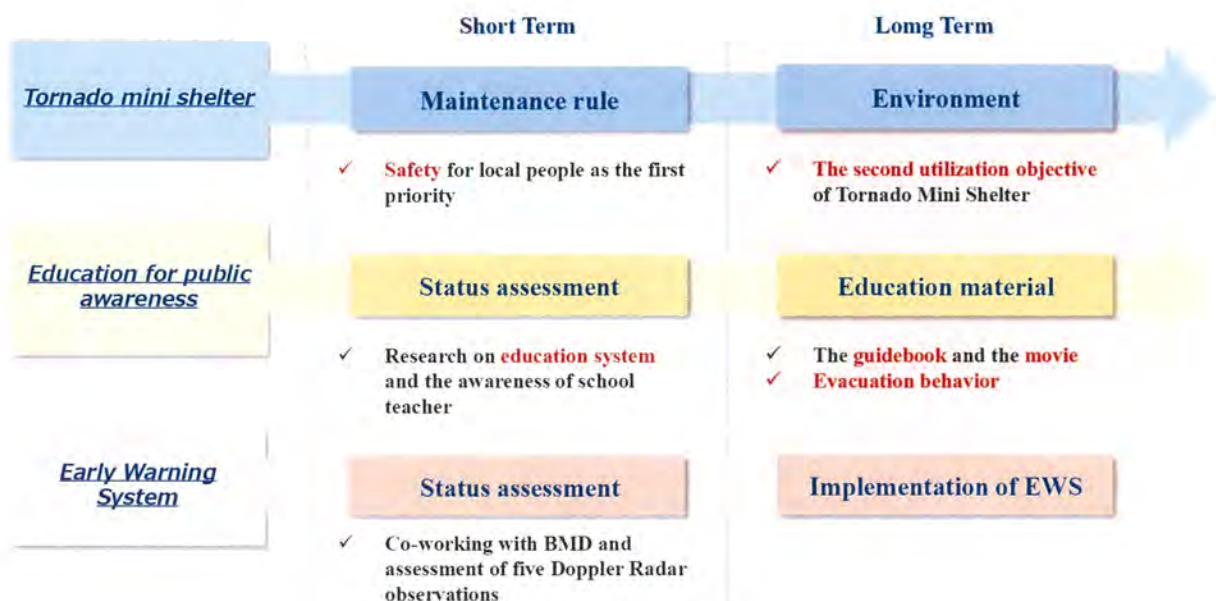 Short Term
Lomg Term
Tornado mini shelter
Maintenance rule
Environment
✓ Safety for local people as the first
priority
✓ The second utilization objective
of Tornado Mini Shelter
Education for public
awareness
Status assessment
Education material
✓ Research on education system
and the awareness of school
teacher
✓ The guidebook and the movie
✓ Evacuation behavior
Early Warning
System
Status assessment
Implementation of EWS
✓ Co-working with BMD and
assessment of five Doppler Radar
observations